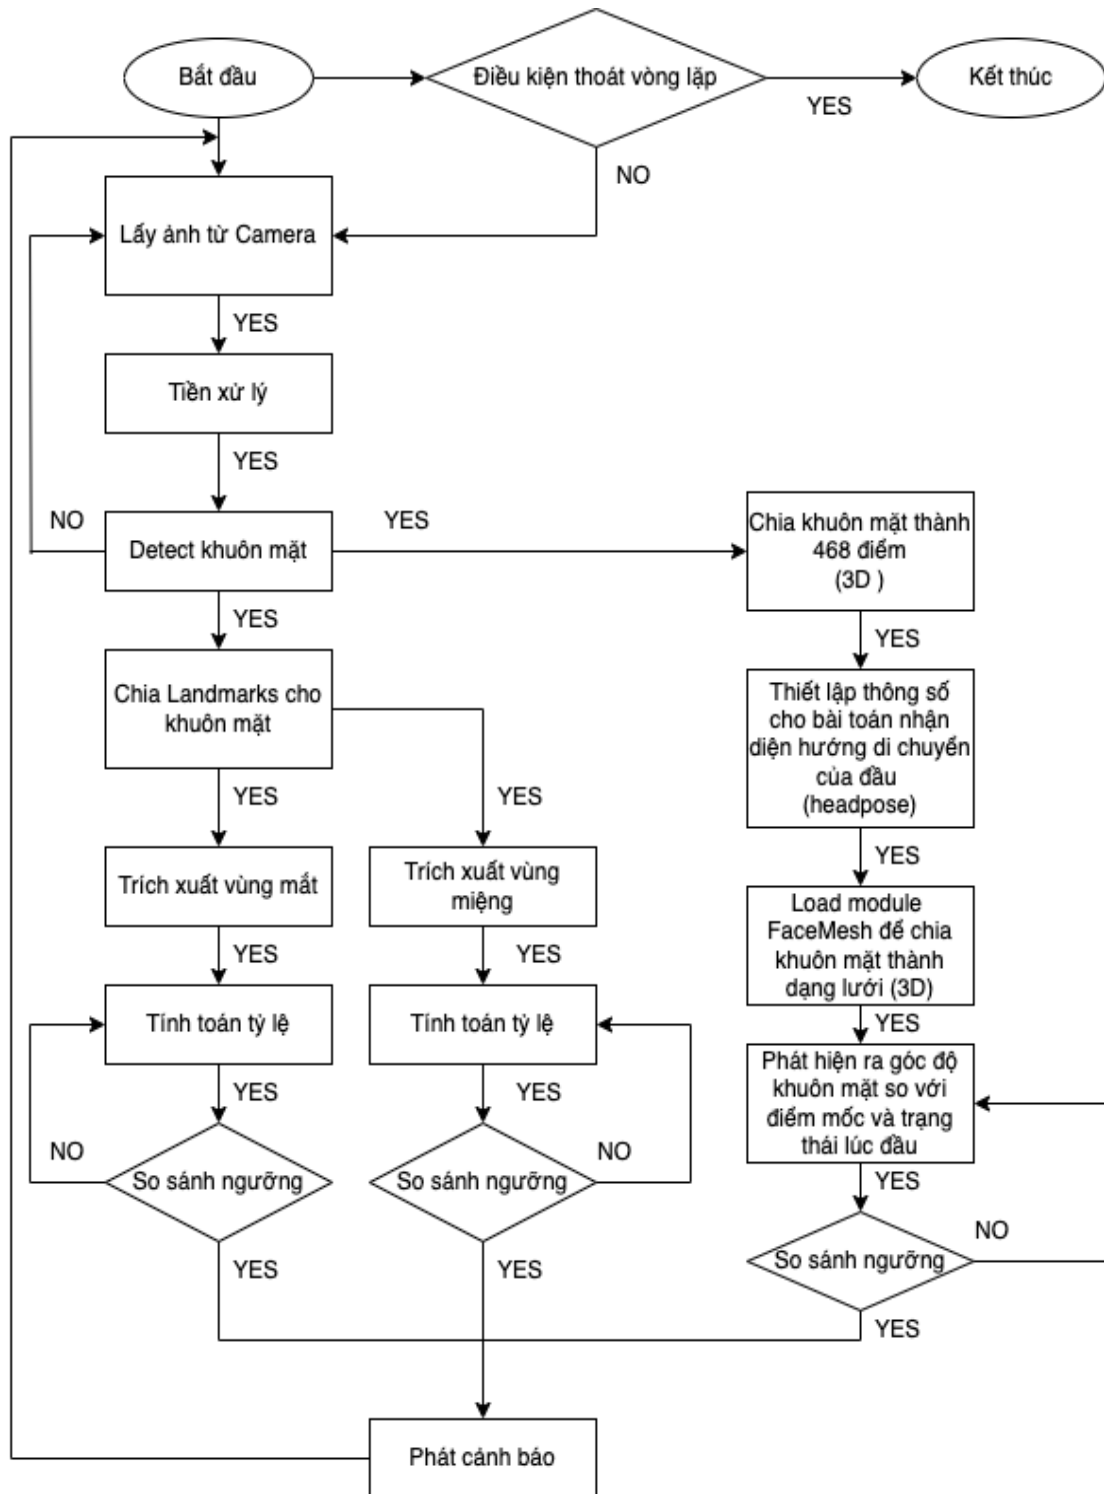 Bắt đầu
Điều kiện thoát vòng lặp
Kết thúc
YES
NO
Lấy ảnh từ Camera
YES
Tiền xử lý
YES
NO
Detect khuôn mặt
YES
Chia khuôn mặt thành
468 điểm
(3D )
YES
YES
Chia Landmarks cho
khuôn mặt
Thiết lập thông số
cho bài toán nhận
diện hướng di chuyển
của đầu
(headpose)
YES
YES
YES
Trích xuất vùng mắt
Trích xuất vùng
miệng
Load module
FaceMesh để chia
khuôn mặt thành
dạng lưới (3D)
YES
YES
YES
Tính toán tỷ lệ
Tính toán tỷ lệ
Phát hiện ra góc độ
khuôn mặt so với
điểm mốc và trạng
thái lúc đầu
YES
YES
NO
So sánh ngưỡng
So sánh ngưỡng
NO
YES
YES
YES
So sánh ngưỡng
NO
YES
Phát cảnh báo